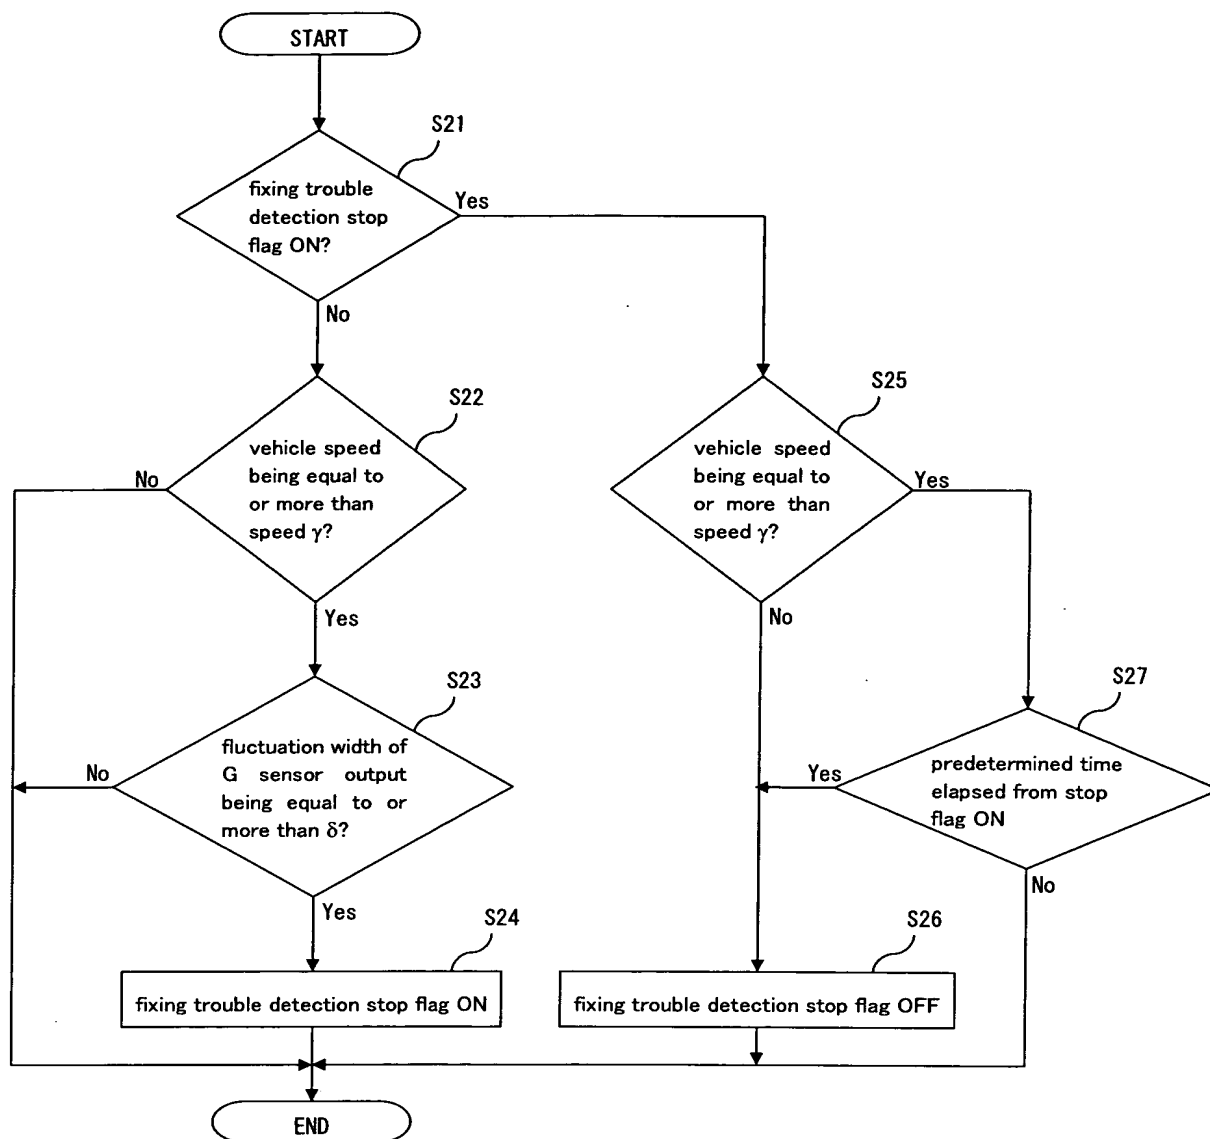 START
S21
fixing trouble
detection stop
flag ON?
Yes
No
S22
vehicle speed
being equal to
or more than
speed γ?
No
Yes
S25
vehicle speed
being equal to
or more than
speed γ?
Yes
No
S23
fluctuation width of
G sensor output
being equal to or
more than δ?
No
Yes
S27
predetermined time
elapsed from stop
flag ON
Yes
No
S24
fixing trouble detection stop flag ON
S26
fixing trouble detection stop flag OFF
END